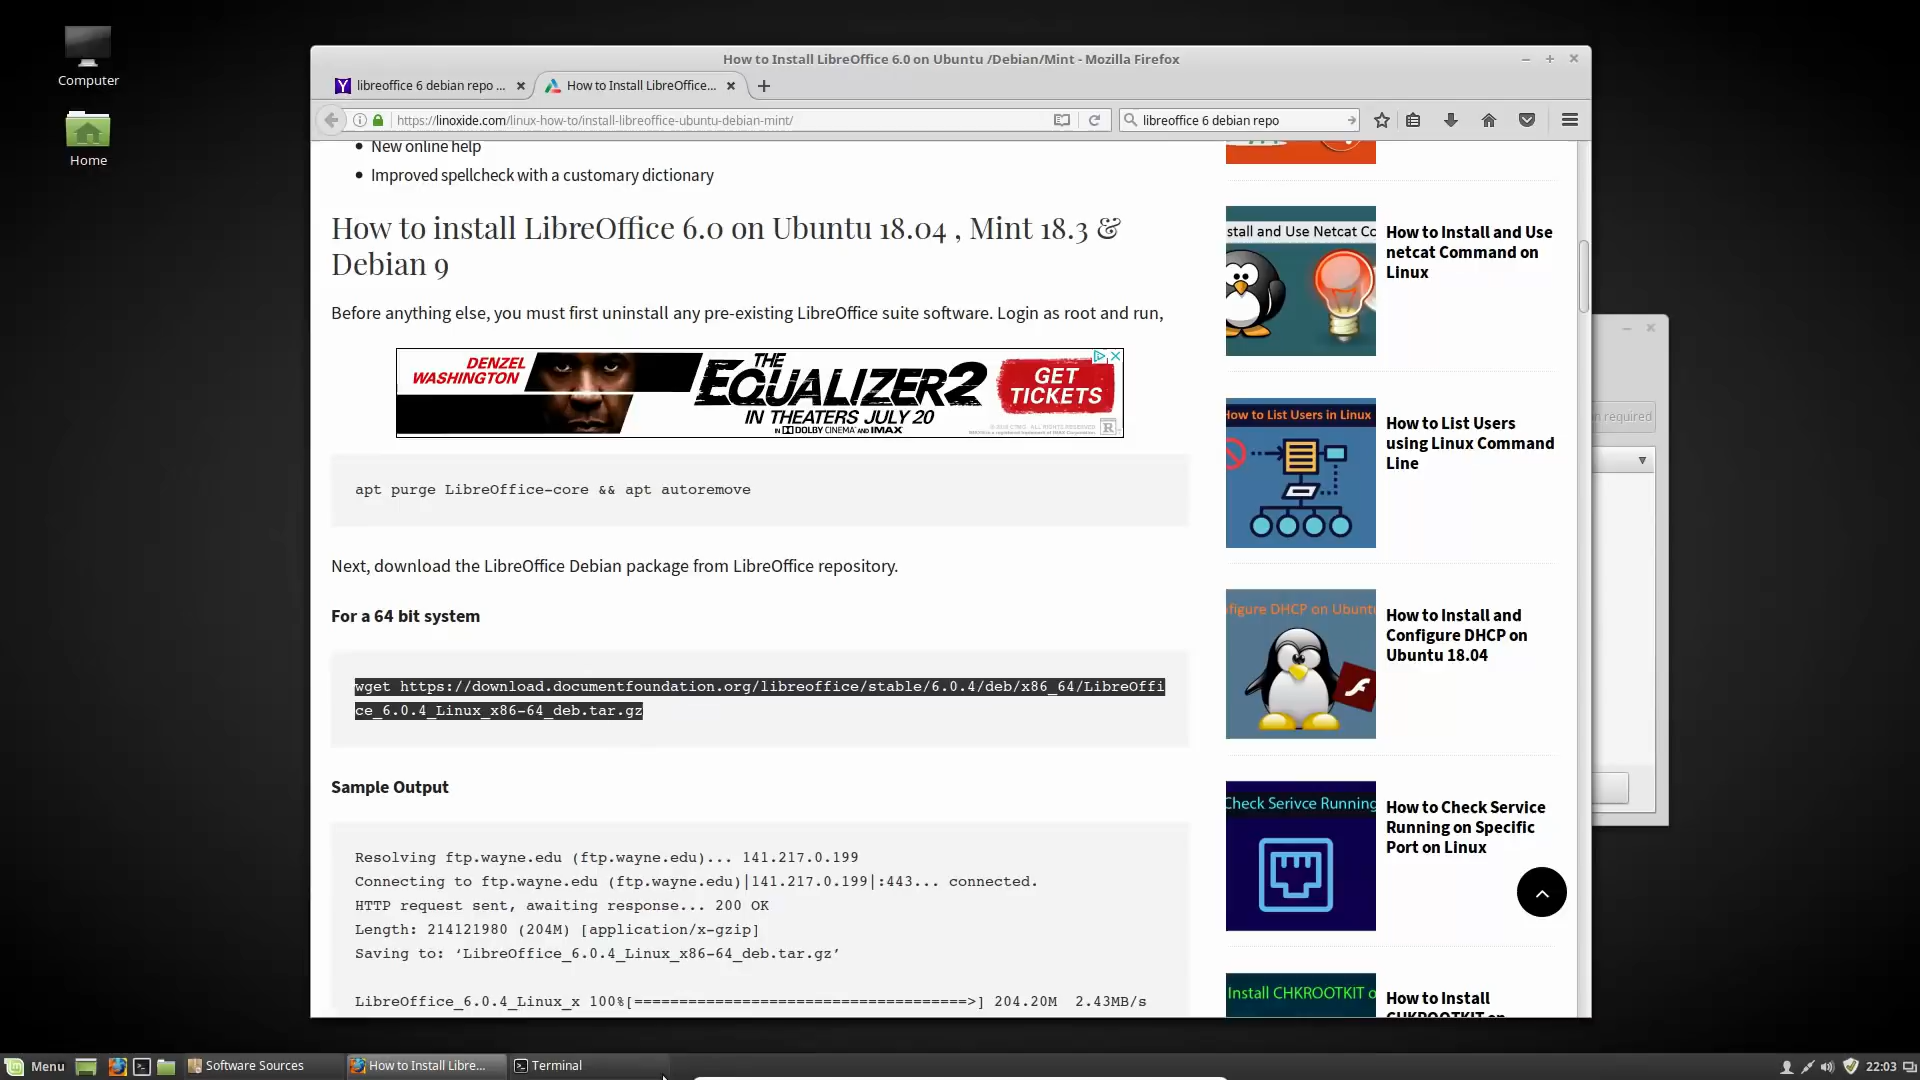 Computer
Home
How to Install LibreOffice 6.0 on Ubuntu /Debian/Mint - Mozilla Firefox
libreoffice 6 debian repo ...
How to Install LibreOffice...
https://linoxide.com/linux-how-to/install-libreoffice-ubuntu-debian-mint/
libreoffice 6 debian repo
New online help
Improved spellcheck with a customary dictionary
How to install LibreOffice 6.0 on Ubuntu 18.04 , Mint 18.3 &
Debian 9
Before anything else, you must first uninstall any pre-existing LibreOffice suite software. Login as root and run,
DENZEL
WASHINGTON
THE
EQUALIZER 2
IN THEATERS JULY 20
IN DOLBY CINEMA AND IMAX
GET
TICKETS
R
apt purge LibreOffice-core && apt autoremove
Next, download the LibreOffice Debian package from LibreOffice repository.
For a 64 bit system
wget https://download.documentfoundation.org/libreoffice/stable/6.0.4/deb/x86_64/LibreOffi
ce_6.0.4_Linux_x86-64_deb.tar.gz
Sample Output
Resolving ftp.wayne.edu (ftp.wayne.edu)... 141.217.0.199
Connecting to ftp.wayne.edu (ftp.wayne.edu)|141.217.0.199|:443... connected.
HTTP request sent, awaiting response... 200 OK
Length: 214121980 (204M) [application/x-gzip]
Saving to: ‘LibreOffice_6.0.4_Linux_x86-64_deb.tar.gz’
LibreOffice_6.0.4_Linux_x 100%[=====================================>] 204.20M 2.43MB/s
stall and Use Netcat Co
How to Install and Use
netcat Command on
Linux
How to List Users in Linux
How to List Users
using Linux Command
Line
figure DHCP on Ubunt
How to Install and
Configure DHCP on
Ubuntu 18.04
Check Serivce Running
How to Check Service
Running on Specific
Port on Linux
Install CHKROOTKIT o
How to Install
CHKROOTKIT on
n required
Menu
Software Sources
How to Install Libre...
Terminal
22:03